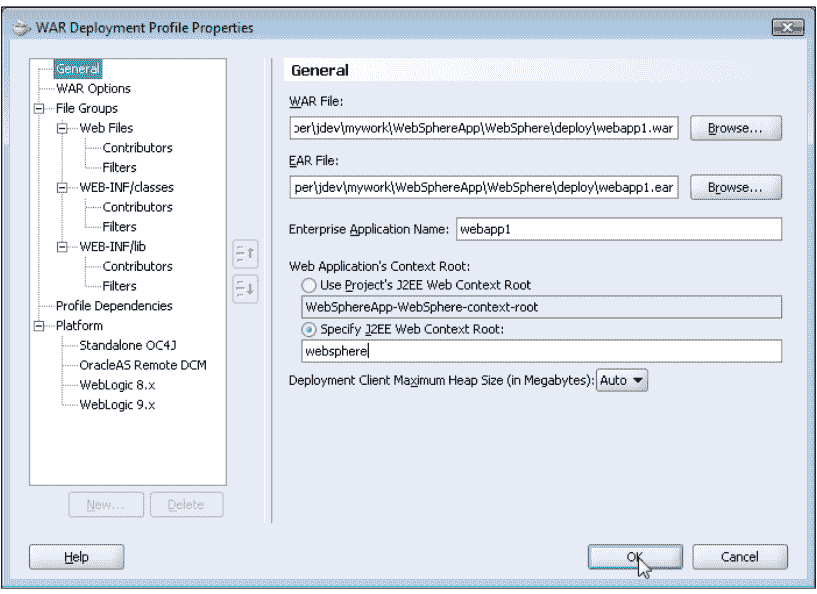 WAR Deployment Profile Properties
General
WAR Options
File Groups
Web Files
Contributors
Filters
WEB-INF/classes
Contributors
Filters
WEB-INF/lib
Contributors
Filters
Profile Dependencies
Platform
Standalone OC4J
OracleAS Remote DCM
WebLogic 8.x
WebLogic 9.x
New...
Delete
General
WAR File:
per\jdev\mywork\WebSphereApp\WebSphere\deploy\webapp1.war
Browse...
EAR File:
per\jdev\mywork\WebSphereApp\WebSphere\deploy\webapp1.ear
Browse...
Enterprise Application Name: webapp1
Web Application's Context Root:
Use Project's J2EE Web Context Root
WebSphereApp-WebSphere-context-root
Specify J2EE Web Context Root:
websphere
Deployment Client Maximum Heap Size (in Megabytes): Auto
Help
OK
Cancel